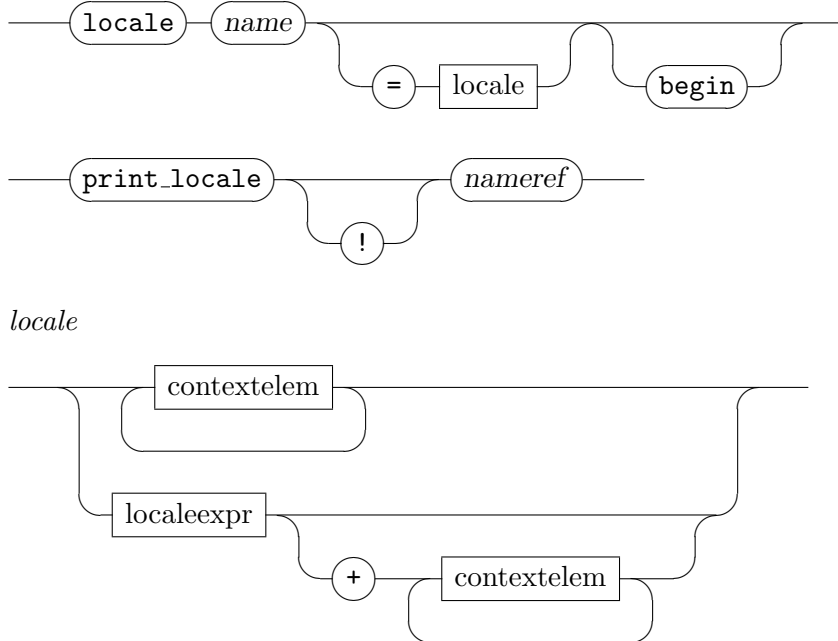 locale name
= locale begin
print_locale nameref
!
locale
contextelem
localeexpr
+ contextelem